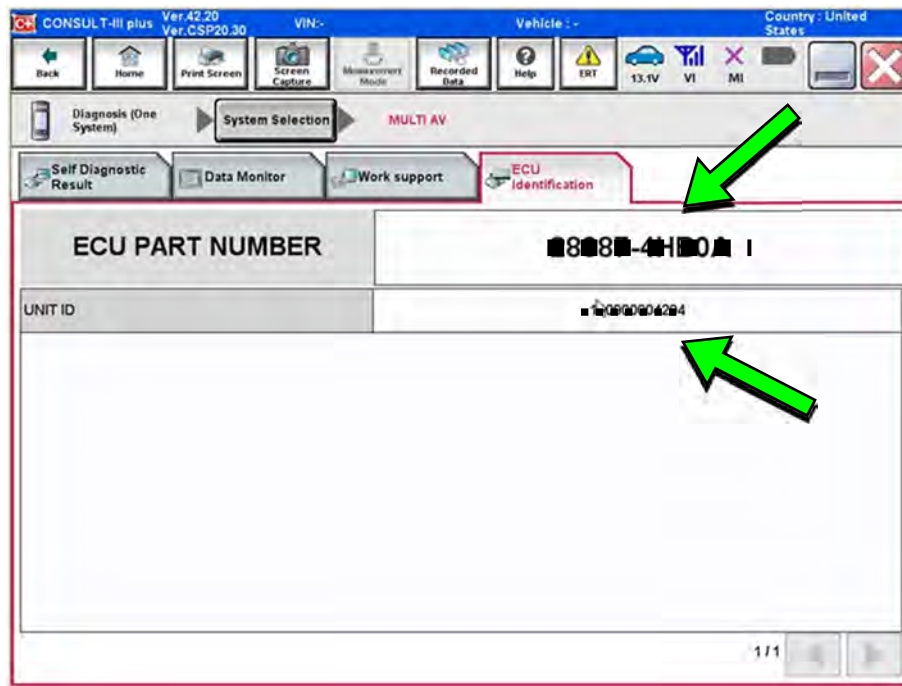 CONSULT-III plus Ver.42.20 VIN:- Vehicle : - Country : United
Ver.CSP20.30 States
Back Home Print Screen Screen Capture Measurement Mode Recorded Data Help ERT 13.1V VI MI
Diagnosis (One System) System Selection MULTI AV
Self Diagnostic Result Data Monitor Work support ECU Identification
ECU PART NUMBER
UNIT ID
1/1